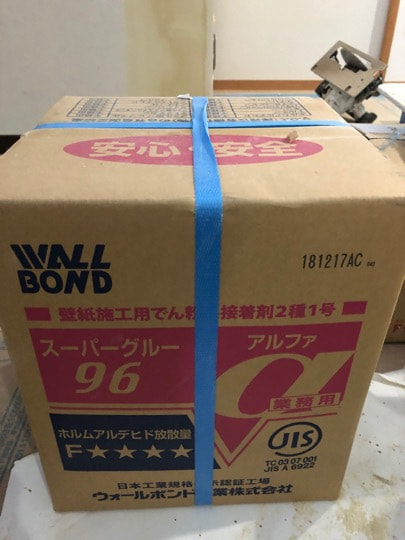 安心 安全
WALL
BOND
181217AC
壁紙施工用でん粉 接着剤2種1号
スーパーグルー
アルファ
96
α
業務用
ホルムアルデヒド放散量
F★★★★
JIS
TC 03 07 001
JIS A 6922
日本工業規格 示認証工場
ウォールボンド 業株式会社